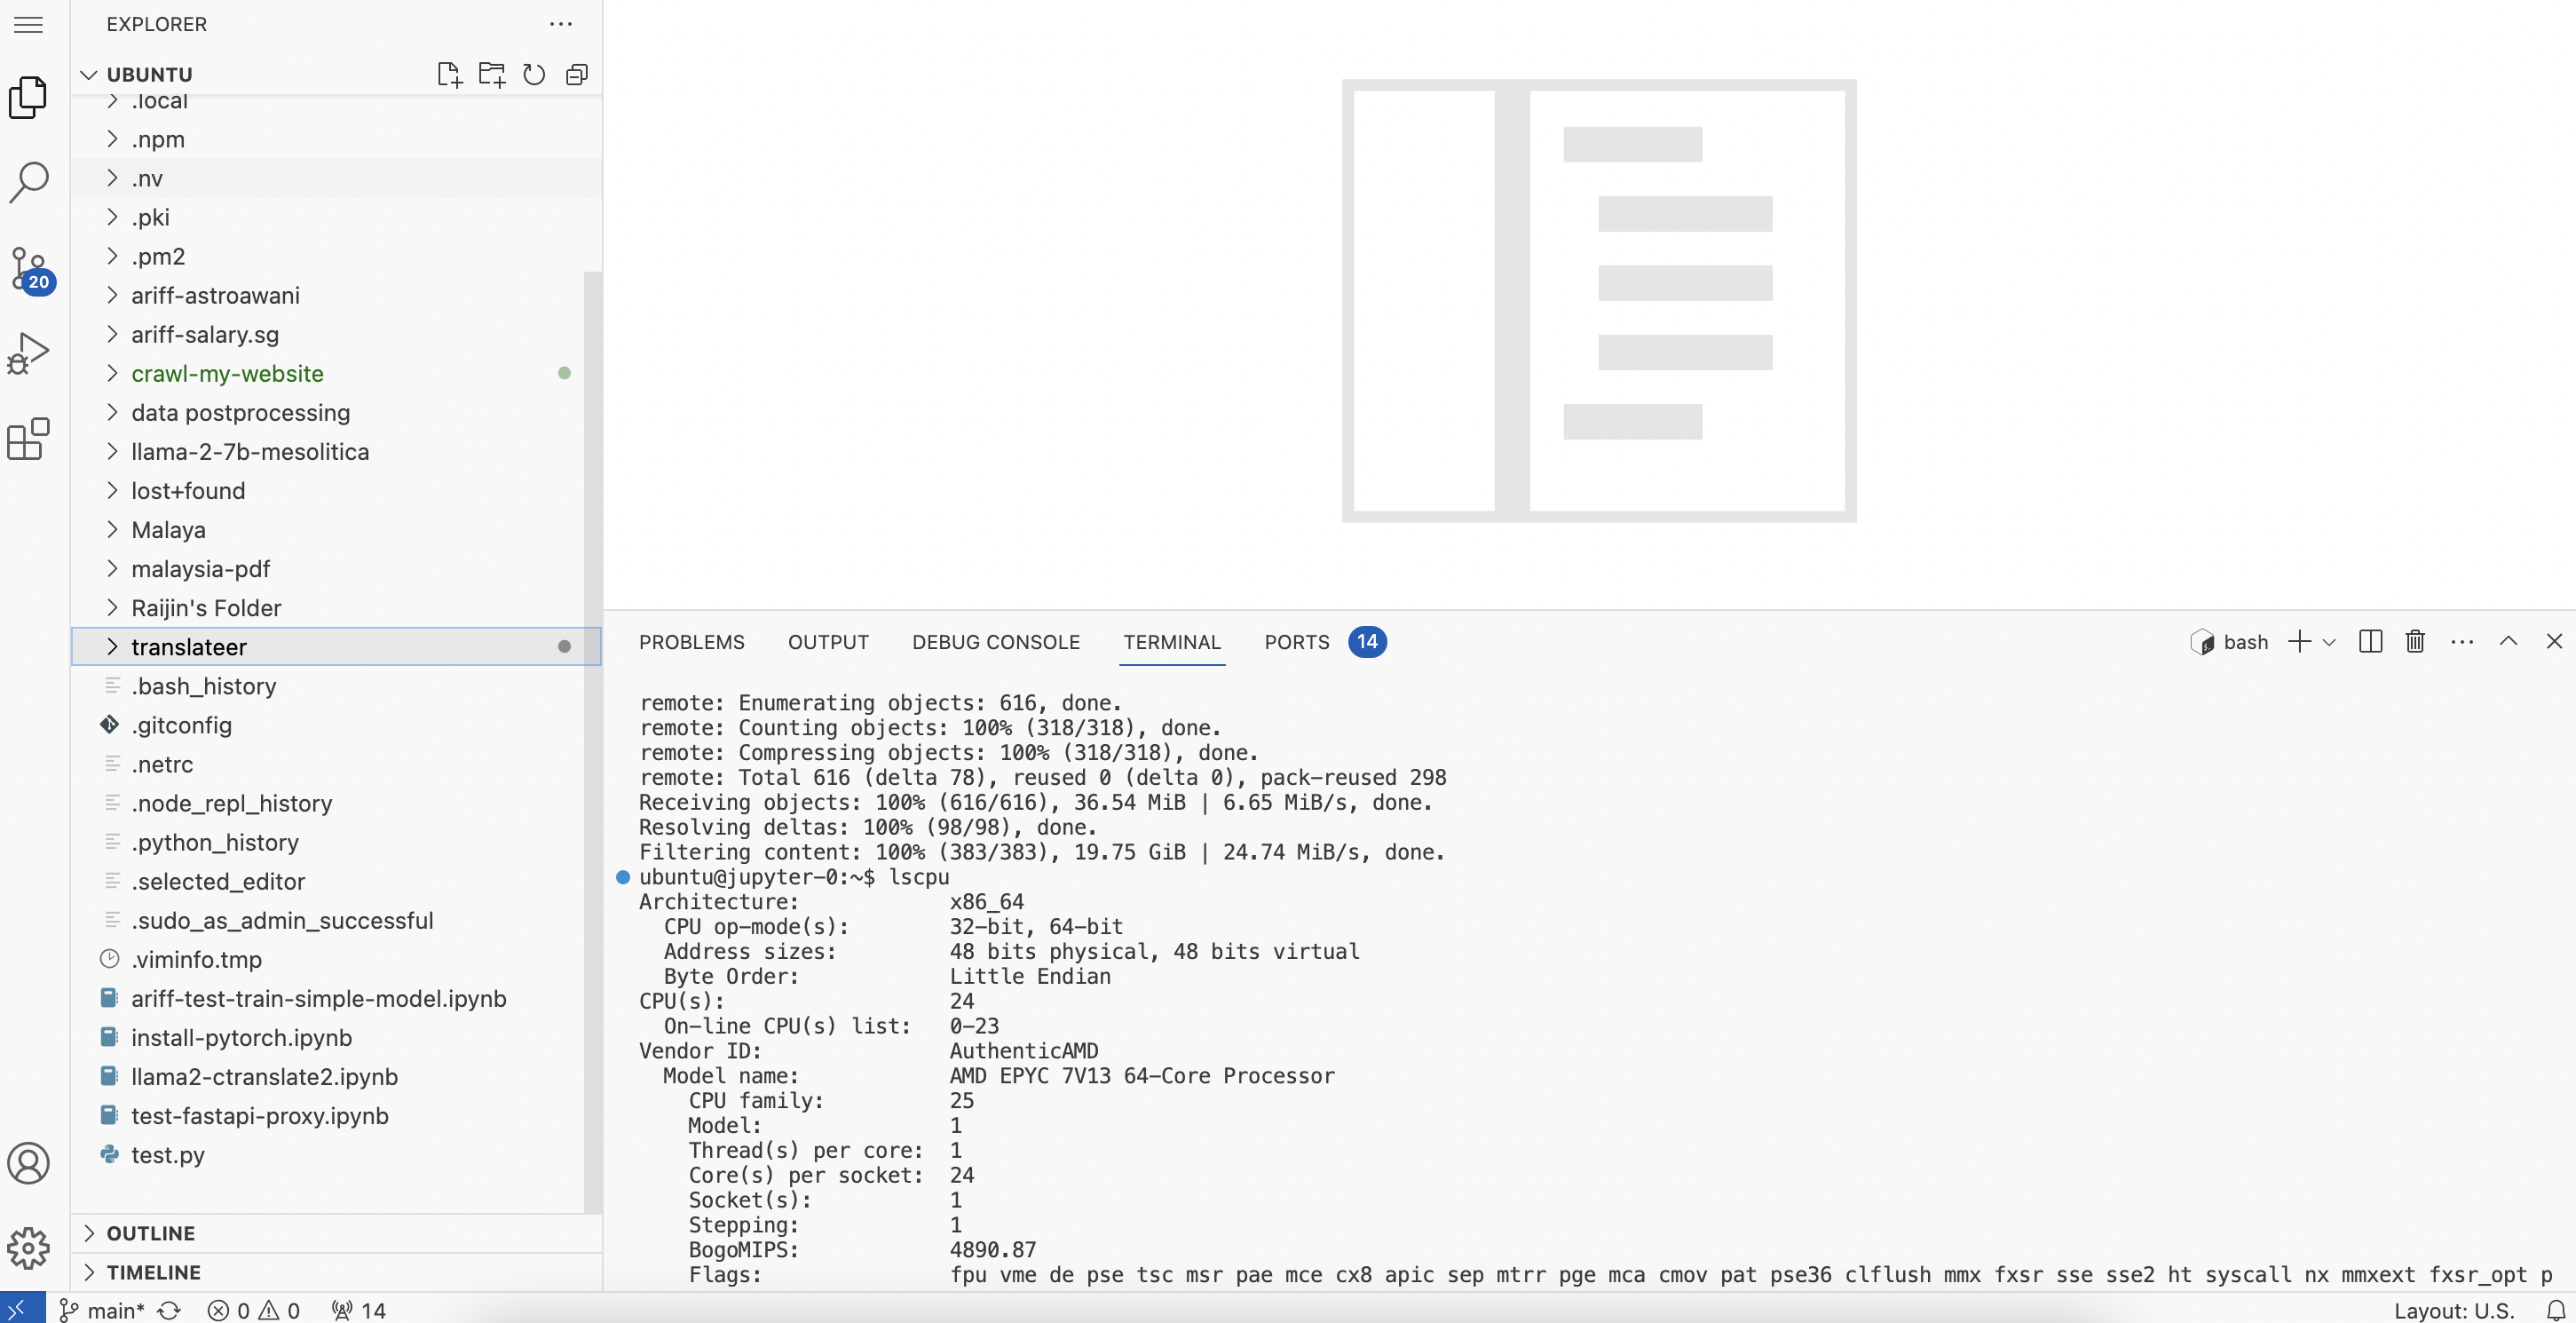 EXPLORER
UBUNTU
.local
.npm
.nv
.pki
.pm2
ariff-astroawani
ariff-salary.sg
crawl-my-website
data postprocessing
llama-2-7b-mesolitica
lost+found
Malaya
malaysia-pdf
Raijin's Folder
translateer
.bash_history
.gitconfig
.netrc
.node_repl_history
.python_history
.selected_editor
.sudo_as_admin_successful
.viminfo.tmp
ariff-test-train-simple-model.ipynb
install-pytorch.ipynb
llama2-ctranslate2.ipynb
test-fastapi-proxy.ipynb
test.py
OUTLINE
TIMELINE
20
PROBLEMS OUTPUT DEBUG CONSOLE TERMINAL PORTS 14 bash
remote: Enumerating objects: 616, done.
remote: Counting objects: 100% (318/318), done.
remote: Compressing objects: 100% (318/318), done.
remote: Total 616 (delta 78), reused 0 (delta 0), pack-reused 298
Receiving objects: 100% (616/616), 36.54 MiB | 6.65 MiB/s, done.
Resolving deltas: 100% (98/98), done.
Filtering content: 100% (383/383), 19.75 GiB | 24.74 MiB/s, done.
ubuntu@jupyter-0:~$ lscpu
Architecture: x86_64
CPU op-mode(s): 32-bit, 64-bit
Address sizes: 48 bits physical, 48 bits virtual
Byte Order: Little Endian
CPU(s): 24
On-line CPU(s) list: 0-23
Vendor ID: AuthenticAMD
Model name: AMD EPYC 7V13 64-Core Processor
CPU family: 25
Model: 1
Thread(s) per core: 1
Core(s) per socket: 24
Socket(s): 1
Stepping: 1
BogoMIPS: 4890.87
Flags: fpu vme de pse tsc msr pae mce cx8 apic sep mtrr pge mca cmov pat pse36 clflush mmx fxsr sse sse2 ht syscall nx mmxext fxsr_opt p
main* 0 0 14 Layout: U.S.